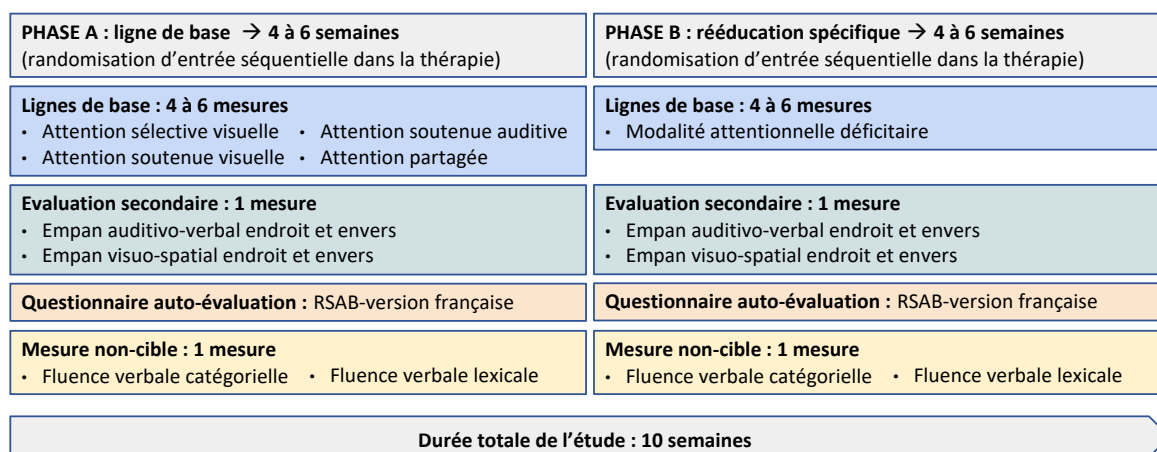 PHASE A : ligne de base → 4 à 6 semaines
(randomisation d'entrée séquentielle dans la thérapie)
Lignes de base : 4 à 6 mesures
• Attention sélective visuelle • Attention soutenue auditive
• Attention soutenue visuelle • Attention partagée
Evaluation secondaire : 1 mesure
• Empan auditivo-verbal endroit et envers
• Empan visuo-spatial endroit et envers
Questionnaire auto-évaluation : RSAB-version française
Mesure non-cible : 1 mesure
• Fluence verbale catégorielle • Fluence verbale lexicale
PHASE B : rééducation spécifique → 4 à 6 semaines
(randomisation d'entrée séquentielle dans la thérapie)
Lignes de base : 4 à 6 mesures
• Modalité attentionnelle déficitaire
Evaluation secondaire : 1 mesure
• Empan auditivo-verbal endroit et envers
• Empan visuo-spatial endroit et envers
Questionnaire auto-évaluation : RSAB-version française
Mesure non-cible : 1 mesure
• Fluence verbale catégorielle • Fluence verbale lexicale
Durée totale de l'étude : 10 semaines